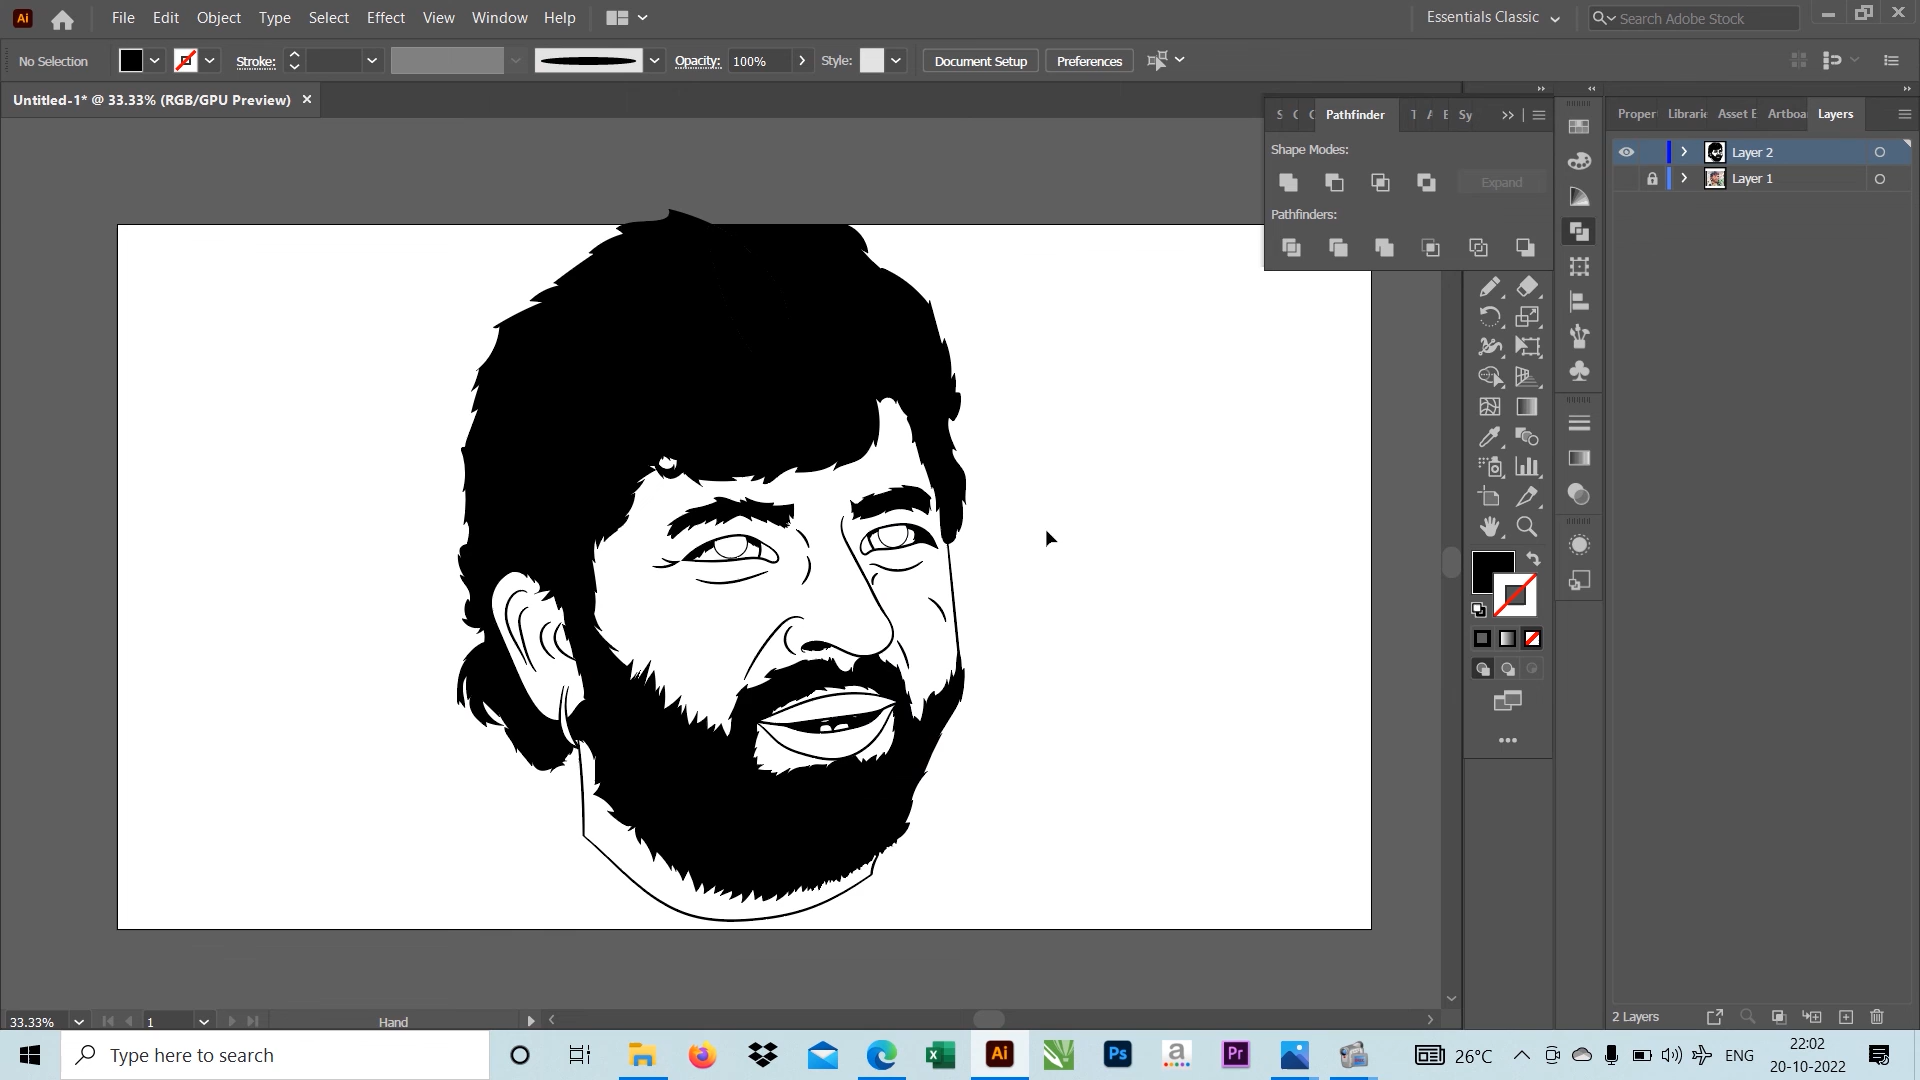 Ai File Edit Object Type Select Effect View Window Help Essentials Classic Search Adobe Stock
No Selection Stroke: Opacity: 100% Style: Document Setup Preferences
Untitled-1* @ 33.33% (RGB/GPU Preview)
Pathfinder Sy Proper Librarie Asset E Artboa Layers
Shape Modes:
Layer 2
Expand Layer 1
Pathfinders:
33.33% 1 Hand 2 Layers
Type here to search Ai Ps a Pr 26°C ENG 22:02
20-10-2022